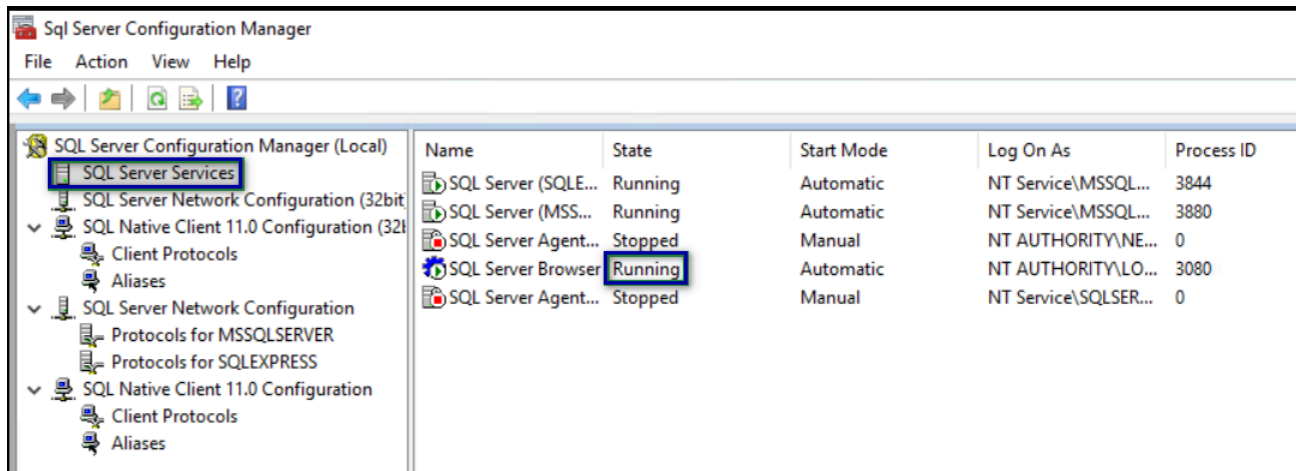 Sql Server Configuration Manager
File Action View Help
SQL Server Configuration Manager (Local)
SQL Server Services
SQL Server Network Configuration (32bit
SQL Native Client 11.0 Configuration (32b
Client Protocols
Aliases
SQL Server Network Configuration
Protocols for MSSQLSERVER
Protocols for SQLEXPRESS
SQL Native Client 11.0 Configuration
Client Protocols
Aliases
Name State Start Mode Log On As Process ID
SQL Server (SQLE... Running Automatic NT Service\MSSQL... 3844
SQL Server (MSS... Running Automatic NT Service\MSSQL... 3880
SQL Server Agent... Stopped Manual NT AUTHORITY\NE... 0
SQL Server Browser Running Automatic NT AUTHORITY\LO... 3080
SQL Server Agent... Stopped Manual NT Service\SQLSER... 0